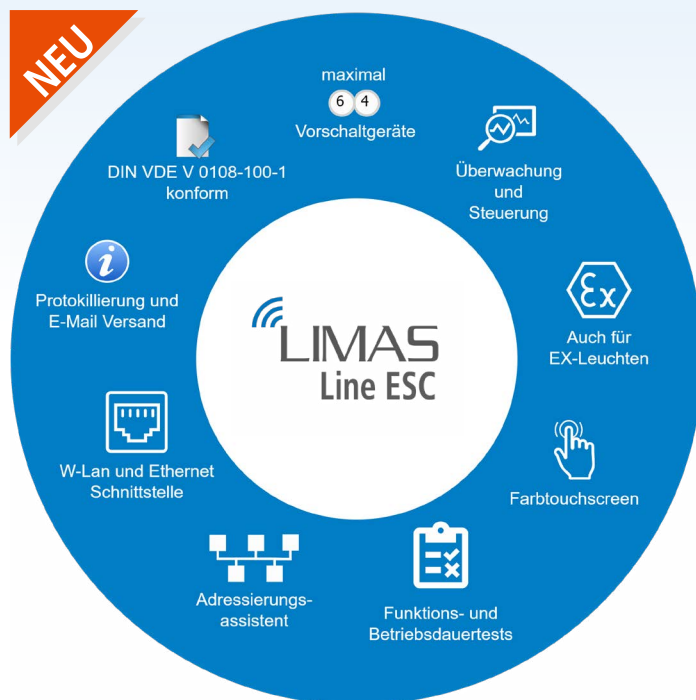 NEU
maximal
6 4
Vorschaltgeräte
Überwachung
und
Steuerung
Auch für
EX-Leuchten
Farbtouchscreen
Funktions- und
Betriebsdauertests
Adressierungs-
assistent
W-Lan und Ethernet
Schnittstelle
Protokillierung und
E-Mail Versand
DIN VDE V 0108-100-1
konform
εx
LIMAS
Line ESC